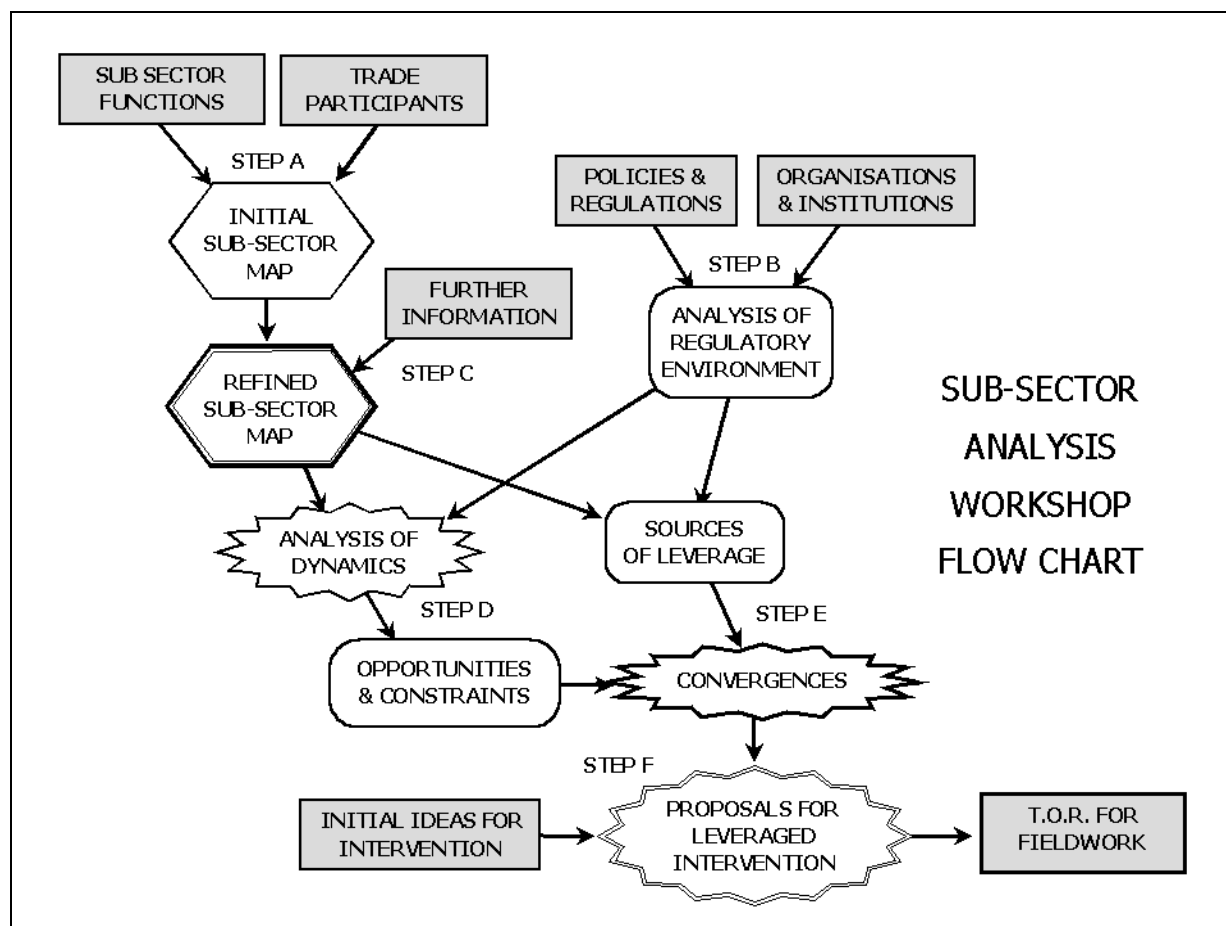 SUB SECTOR
FUNCTIONS
TRADE
PARTICIPANTS
STEP A
INITIAL
SUB-SECTOR
MAP
POLICIES &
REGULATIONS
ORGANISATIONS
& INSTITUTIONS
STEP B
ANALYSIS OF
REGULATORY
ENVIRONMENT
FURTHER
INFORMATION
STEP C
REFINED
SUB-SECTOR
MAP
SUB-SECTOR
ANALYSIS
WORKSHOP
FLOW CHART
ANALYSIS OF
DYNAMICS
SOURCES
OF LEVERAGE
STEP D
STEP E
OPPORTUNITIES
& CONSTRAINTS
CONVERGENCES
STEP F
INITIAL IDEAS FOR
INTERVENTION
PROPOSALS FOR
LEVERAGED
INTERVENTION
T.O.R. FOR
FIELDWORK